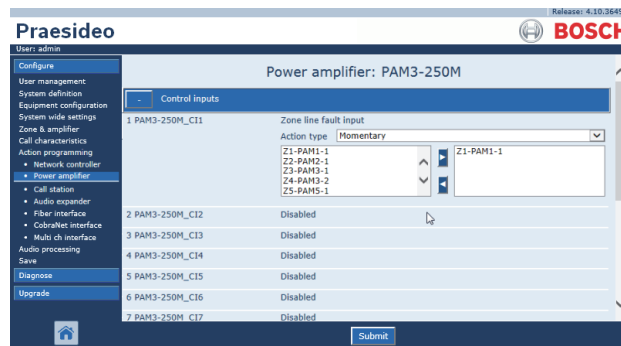 Release: 4.10.3649
Praesideo
BOSCH
User: admin
Configure
User management
System definition
Equipment configuration
System wide settings
Zone & amplifier
Call characteristics
Action programming
• Network controller
• Power amplifier
• Call station
• Audio expander
• Fiber interface
• CobraNet interface
• Multi ch interface
Audio processing
Save
Diagnose
Upgrade
Power amplifier: PAM3-250M
- Control inputs
1 PAM3-250M_CI1 Zone line fault input
Action type Momentary
Z1-PAM1-1
Z2-PAM2-1
Z3-PAM3-1
Z4-PAM3-2
Z5-PAM5-1
Z1-PAM1-1
2 PAM3-250M_CI2 Disabled
3 PAM3-250M_CI3 Disabled
4 PAM3-250M_CI4 Disabled
5 PAM3-250M_CI5 Disabled
6 PAM3-250M_CI6 Disabled
7 PAM3-250M_CI7 Disabled
Submit